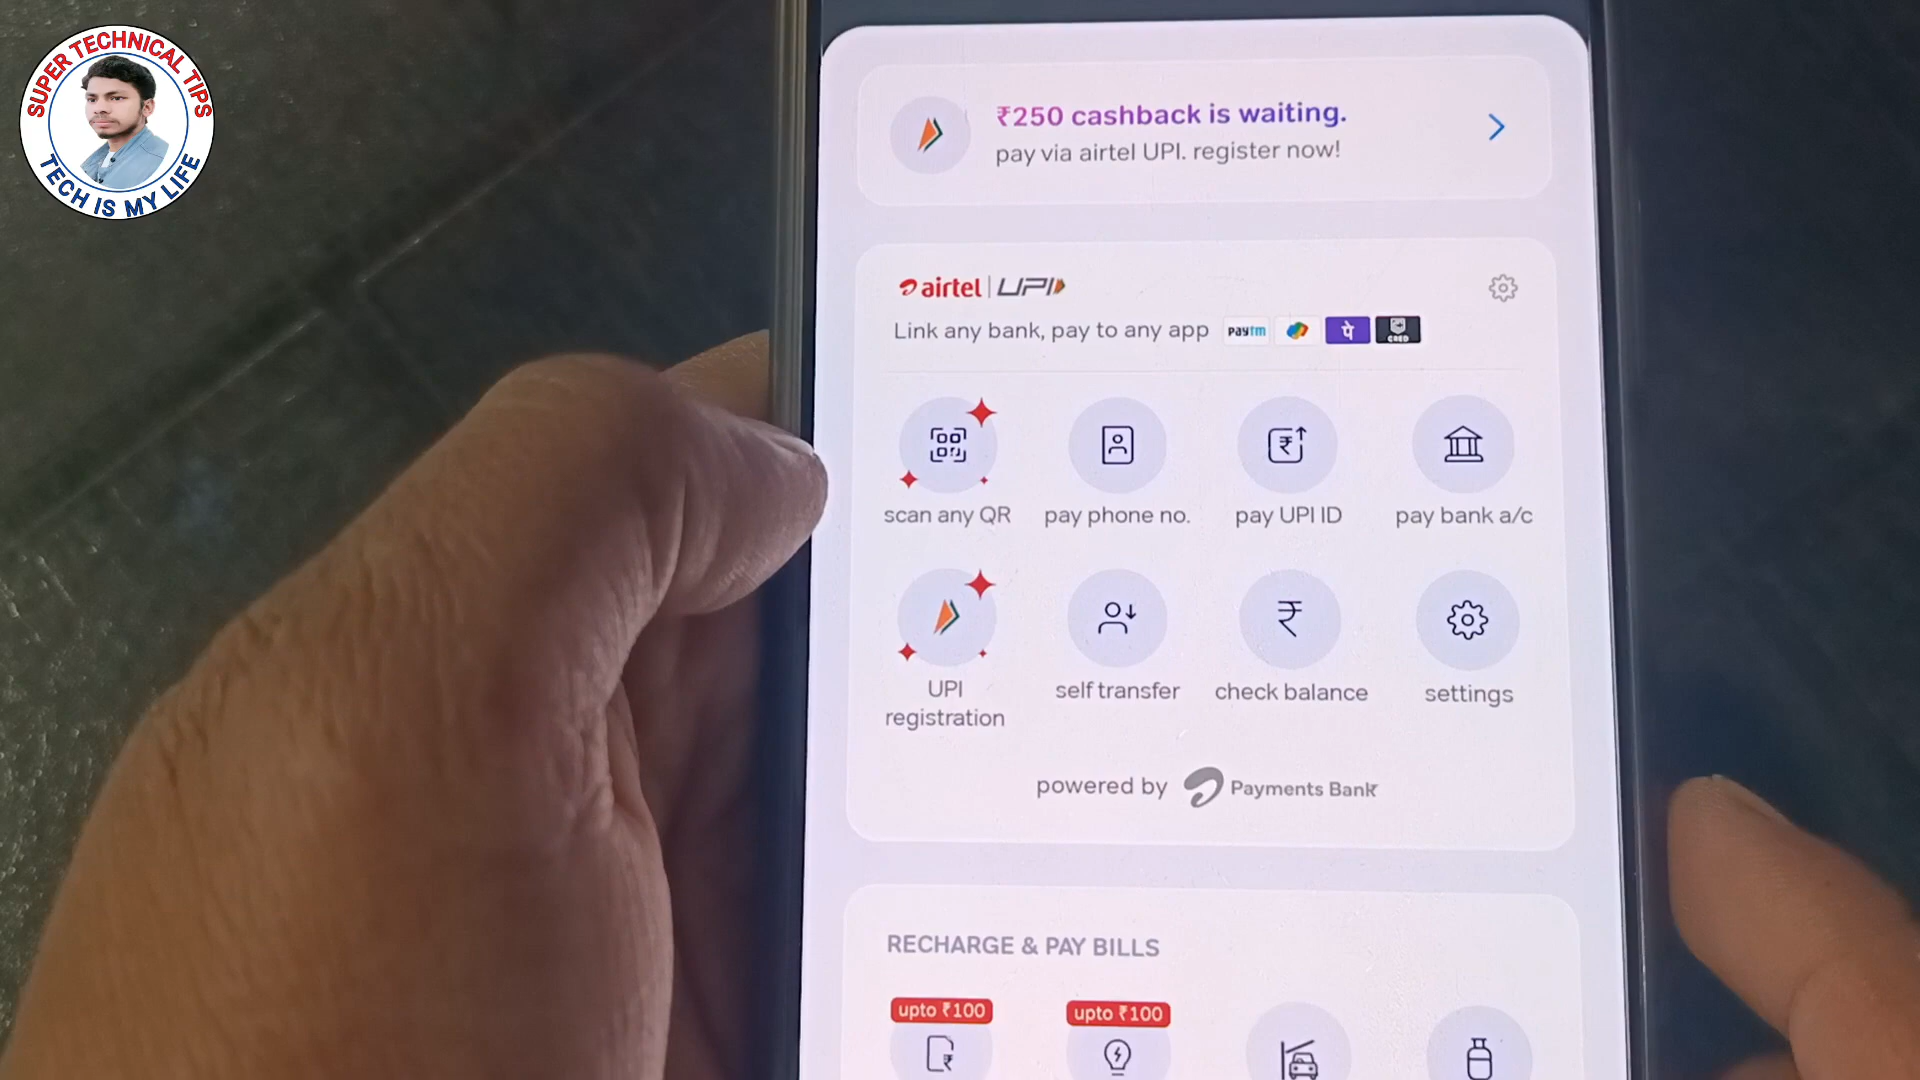 SUPER TECHNICAL TIPS
TECH IS MY LIFE
₹250 cashback is waiting.
pay via airtel UPI. register now!
airtel | UPI
Link any bank, pay to any app paytm पे CRED
scan any QR pay phone no. pay UPI ID pay bank a/c
UPI registration self transfer check balance settings
powered by Payments Bank
RECHARGE & PAY BILLS
upto ₹100 upto ₹100